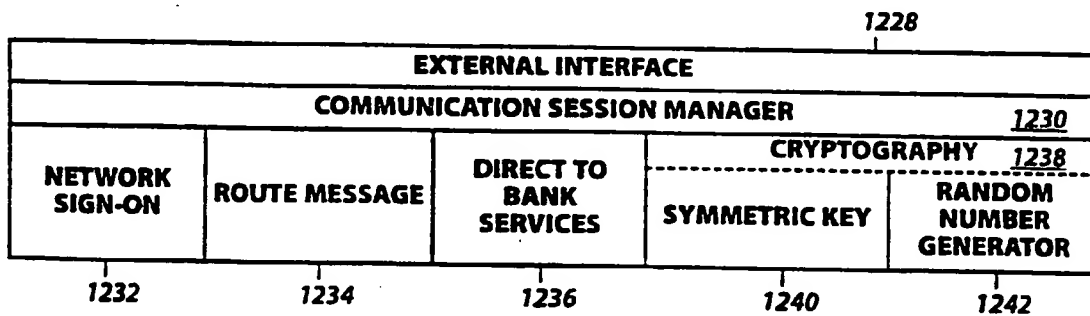 1228
EXTERNAL INTERFACE
COMMUNICATION SESSION MANAGER 1230
NETWORK
SIGN-ON
ROUTE MESSAGE
DIRECT TO
BANK
SERVICES
CRYPTOGRAPHY 1238
SYMMETRIC KEY
RANDOM
NUMBER
GENERATOR
1232
1234
1236
1240
1242